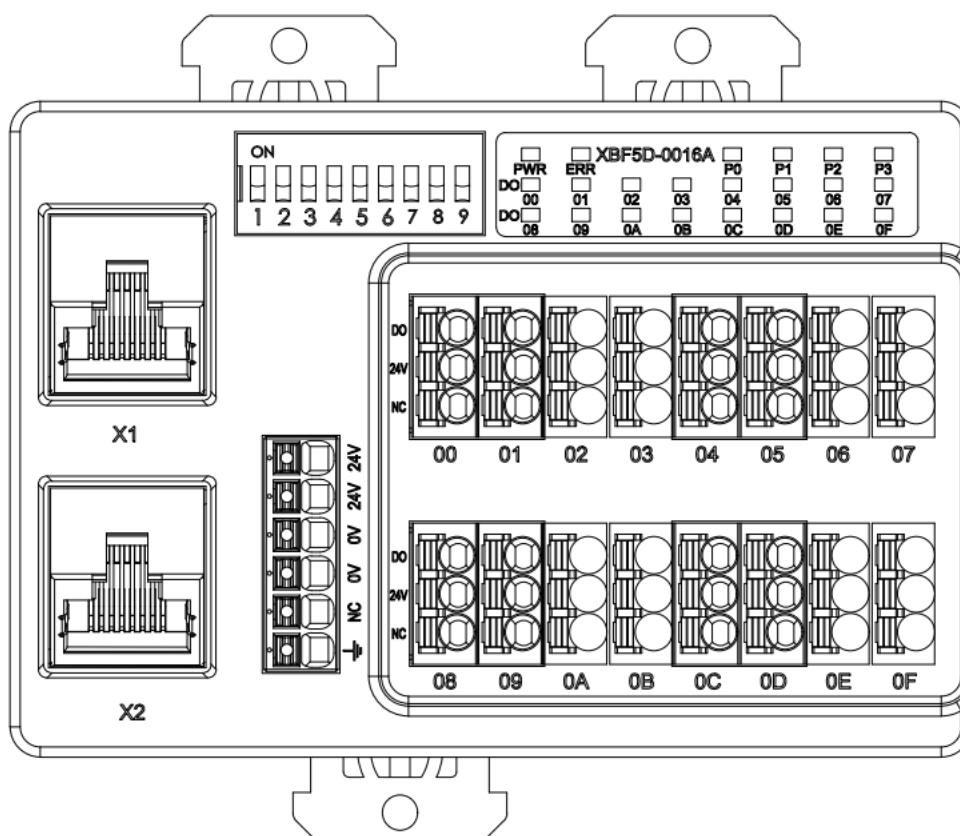 ON
1 2 3 4 5 6 7 8 9
XBF5D-0016A
PWR ERR P0 P1 P2 P3
DO
00 01 02 03 04 05 06 07
DO
08 09 0A 0B 0C 0D 0E 0F
X1
X2
24V
24V
0V
0V
NC
DO
24V
NC
00 01 02 03 04 05 06 07
DO
24V
NC
08 09 0A 0B 0C 0D 0E 0F